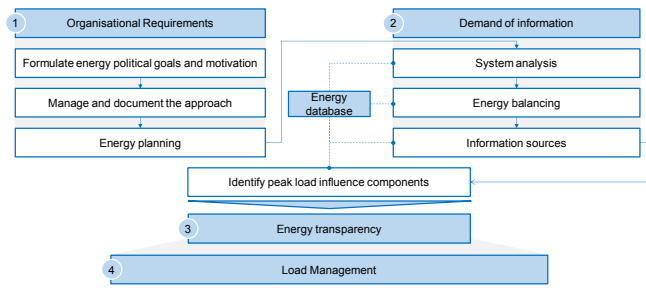 1 Organisational Requirements
Formulate energy political goals and motivation
Manage and document the approach
Energy planning
2 Demand of information
System analysis
Energy balancing
Information sources
Energy
database
Identify peak load influence components
3 Energy transparency
4 Load Management